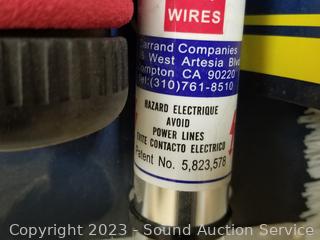 WIRES
arrand Companies
West Artesia Blv
ompton CA 90220
Tel:(310)761-8510
HAZARD ELECTRIQUE
AVOID
POWER LINES
EVITE CONTACTO ELECTRICO
Patent No. 5,823,578
Copyright 2023 - Sound Auction Service